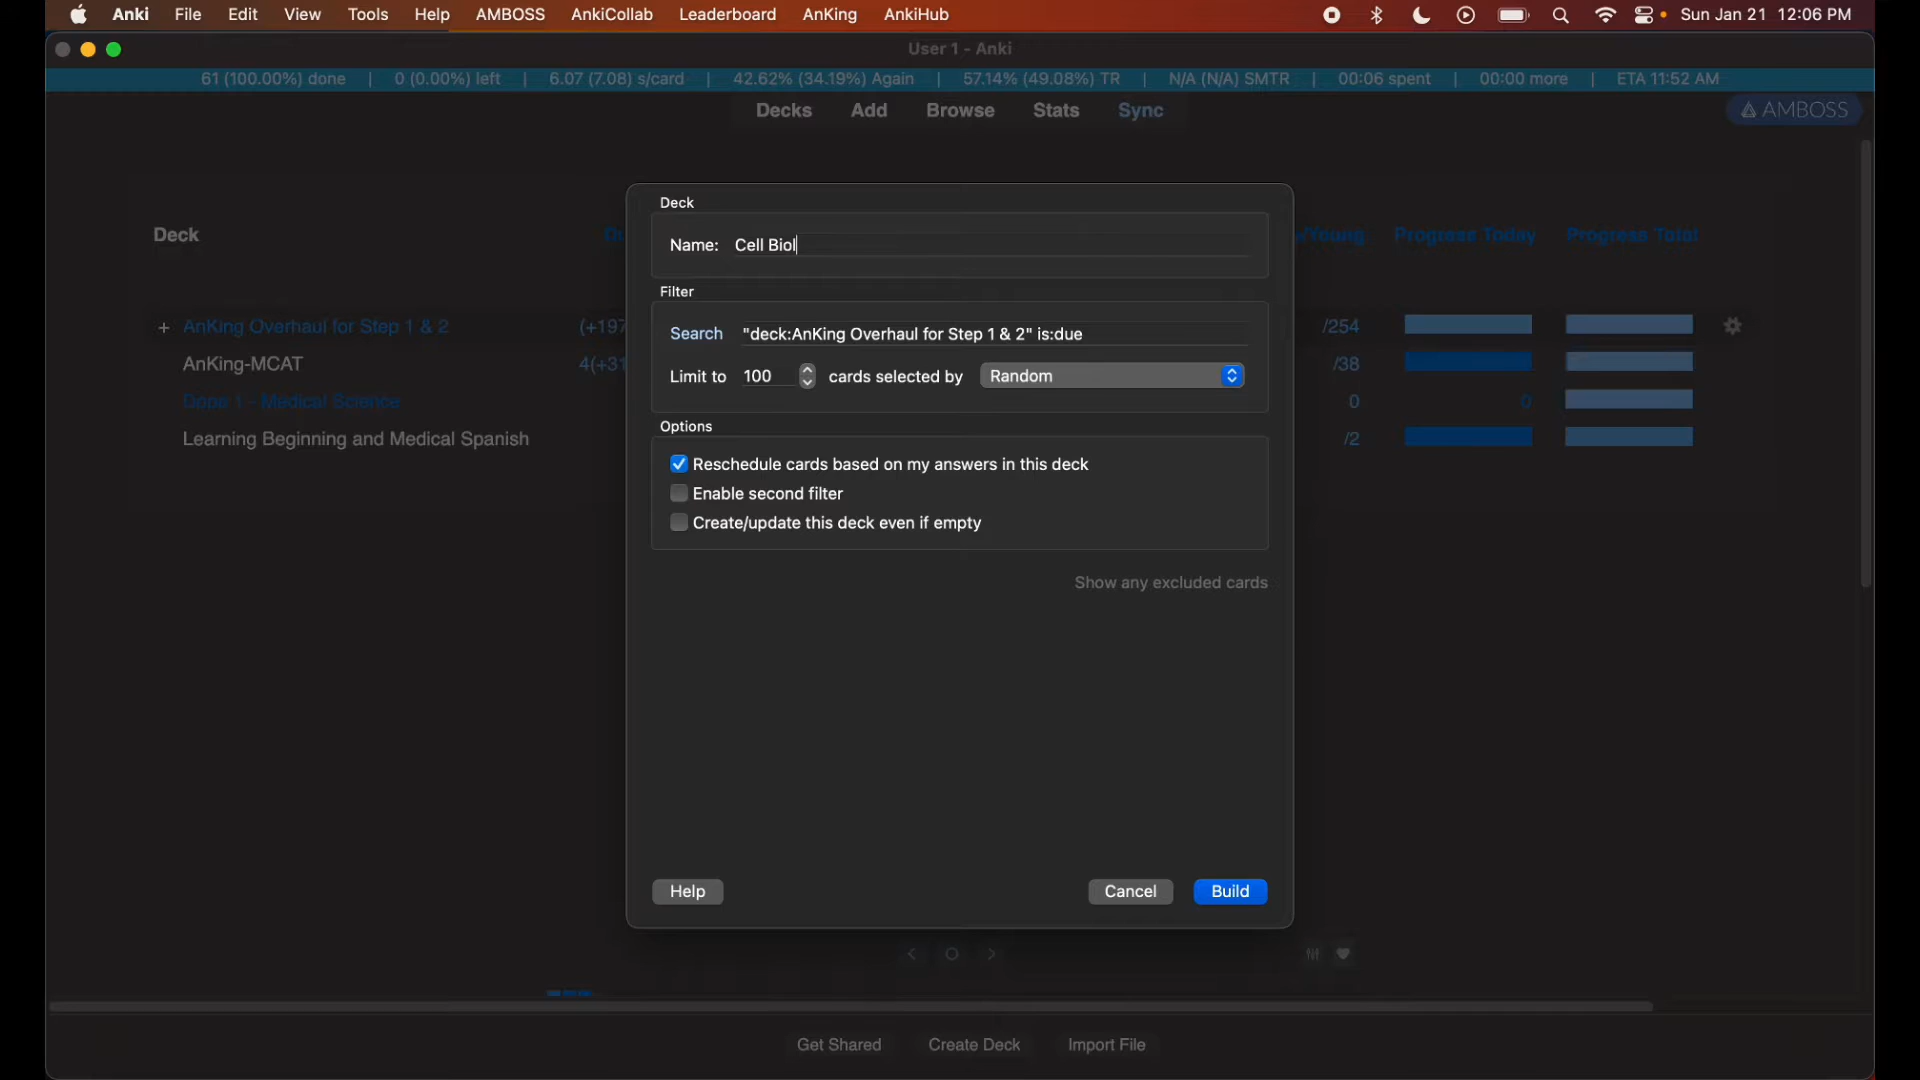 Anki File Edit View Tools Help AMBOSS AnkiCollab Leaderboard AnKing AnkiHub Sun Jan 21 12:06 PM
User 1 - Anki
61 (100.00%) done | 0 (0.00%) left | 6.07 (7.08) s/card | 42.62% (34.19%) Again | 57.14% (49.08%) TR | N/A (N/A) SMTR | 00:06 spent | 00:00 more | ETA 11:52 AM
Decks Add Browse Stats Sync AMBOSS
Deck
Name: Cell Biol
Deck /Young Progress Today Progress Total
Filter
+ AnKing Overhaul for Step 1 & 2 (+197 /254
Search "deck:AnKing Overhaul for Step 1 & 2" is:due
AnKing-MCAT 4(+31 /38
Limit to 100 cards selected by Random
1 - Medical Science 0 0
Options
Learning Beginning and Medical Spanish /2
Reschedule cards based on my answers in this deck
Enable second filter
Create/update this deck even if empty
Show any excluded cards
Help Cancel Build
Get Shared Create Deck Import File